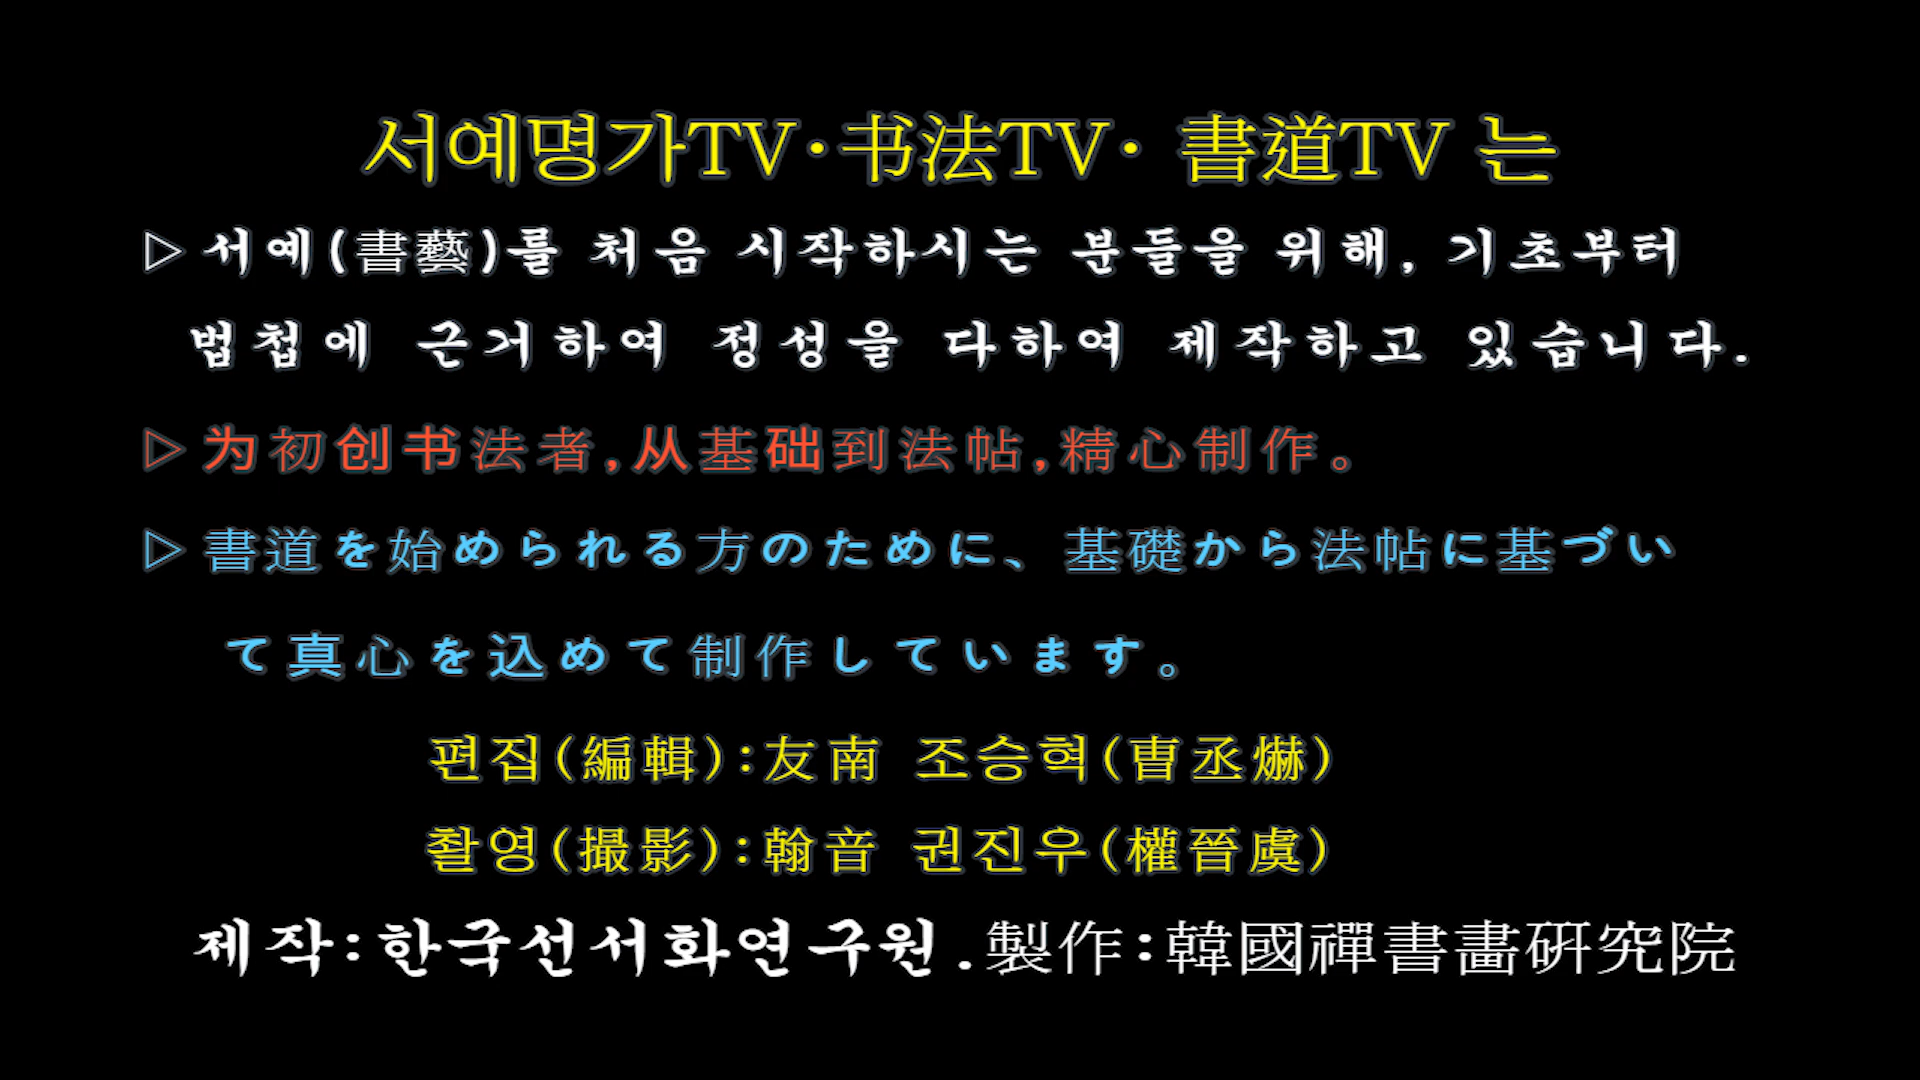 서예명가TV·书法TV· 書道TV 는
▷서예(書藝)를 처음 시작하시는 분들을 위해, 기초부터
법첩에 근거하여 정성을 다하여 제작하고 있습니다.
▷为初创书法者,从基础到法帖,精心制作。
▷書道を始められる方のために、基礎から法帖に基づい
て真心を込めて制作しています。
편집(編輯):友南 조승혁(曺丞爀)
촬영(撮影):翰音 권진우(權晉虞)
제작:한국선서화연구원.製作:韓國禪書畵硏究院